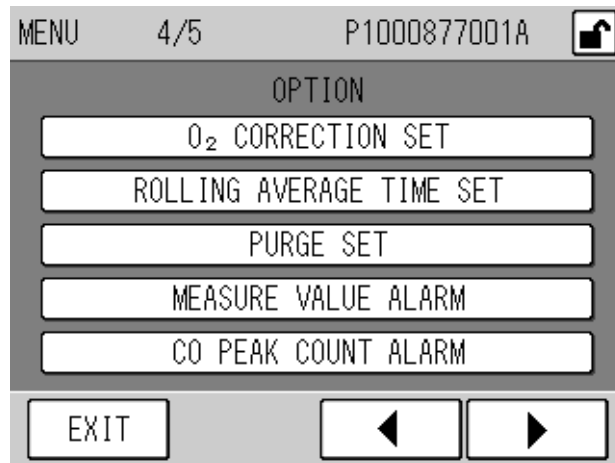 MENU 4/5 P1000877001A
OPTION
O₂ CORRECTION SET
ROLLING AVERAGE TIME SET
PURGE SET
MEASURE VALUE ALARM
CO PEAK COUNT ALARM
EXIT